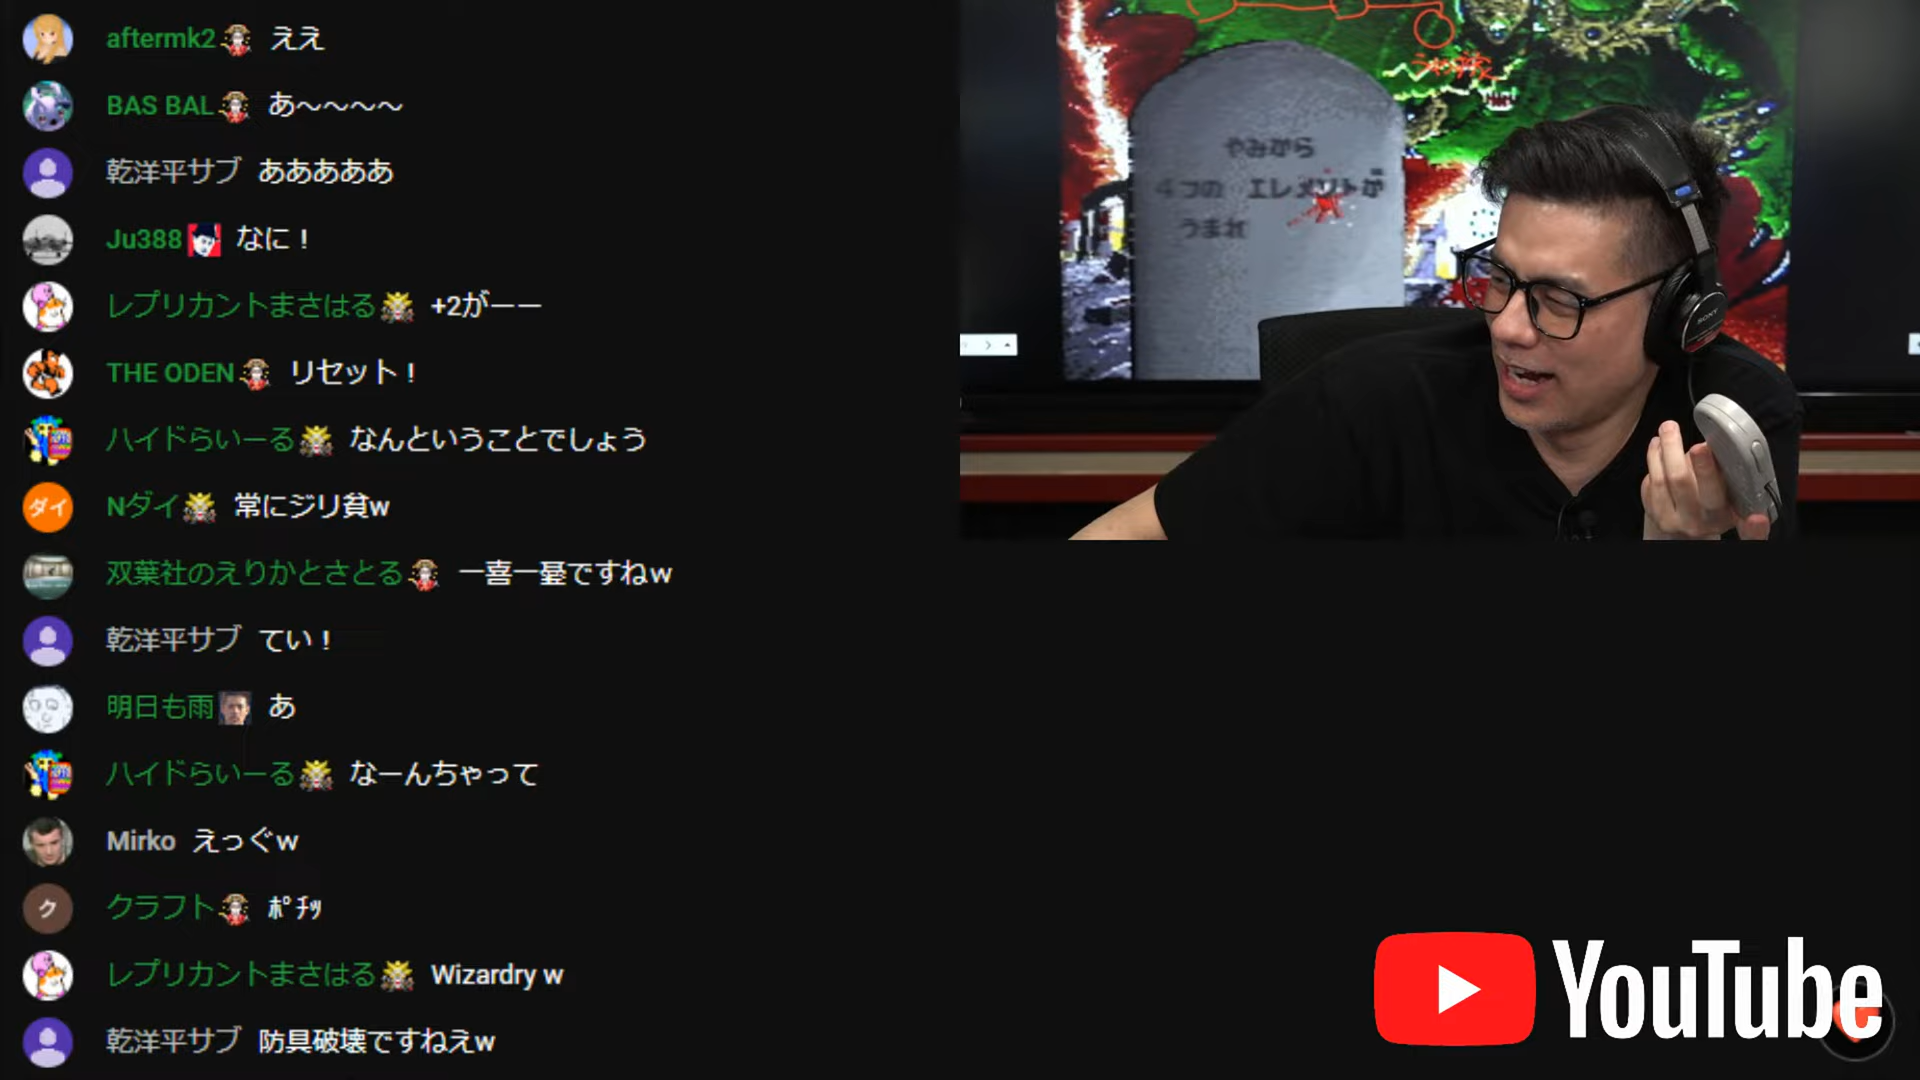 aftermk2 ええ
BAS BAL あ〜〜〜〜
乾洋平サブ あああああ
Ju388 なに！
レプリカントまさはる +2がーー
THE ODEN リセット！
ハイドらいーる なんということでしょう
ダイ
Nダイ 常にジリ貧w
双葉社のえりかとさとる 一喜一憂ですねw
乾洋平サブ てい！
明日も雨 あ
ハイドらいーる なーんちゃって
Mirko えっぐw
ク
クラフト ﾎﾟﾁｯ
レプリカントまさはる Wizardry w
乾洋平サブ 防具破壊ですねえw
やみから
4つの エレメントが
うまれ
SONY
YouTube